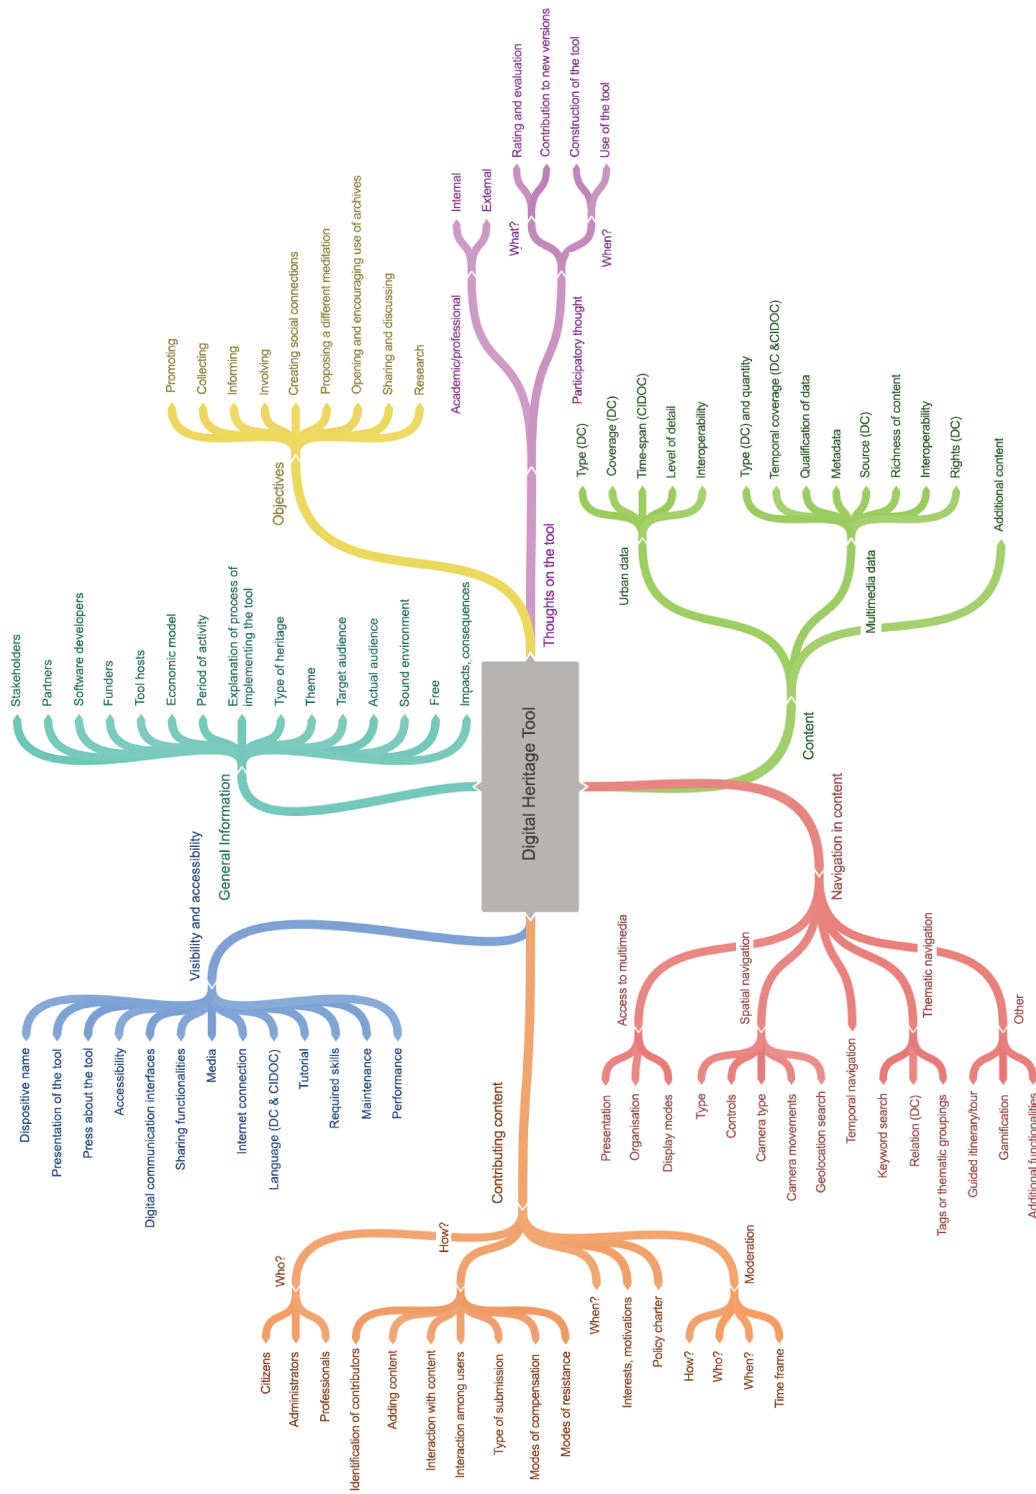 Digital Heritage Tool
Contributing content
Who?
Citizens
Administrators
Professionals
How?
Identification of contributors
Adding content
Interaction with content
Interaction among users
Type of submission
Modes of compensation
Modes of resistance
When?
Interests, motivations
Policy charter
Moderation
How?
Who?
When?
Time frame
Visibility and accessibility
Dispositive name
Presentation of the tool
Press about the tool
Accessibility
Digital communication interfaces
Sharing functionalities
Media
Internet connection
Language (DC & CIDOC)
Tutorial
Required skills
Maintenance
Performance
General Information
Stakeholders
Partners
Software developers
Funders
Tool hosts
Economic model
Period of activity
Explanation of process of
implementing the tool
Type of heritage
Theme
Target audience
Actual audience
Sound environment
Free
Impacts, consequences
Objectives
Promoting
Collecting
Informing
Involving
Creating social connections
Proposing a different meditation
Opening and encouraging use of archives
Sharing and discussing
Research
Thoughts on the tool
Academic/professional
Internal
External
Participatory thought
What?
Rating and evaluation
Contribution to new versions
When?
Construction of the tool
Use of the tool
Content
Urban data
Type (DC)
Coverage (DC)
Time-span (CIDOC)
Level of detail
Interoperability
Multimedia data
Type (DC) and quantity
Temporal coverage (DC &CIDOC)
Qualification of data
Metadata
Source (DC)
Richness of content
Interoperability
Rights (DC)
Additional content
Navigation in content
Access to multimedia
Presentation
Organisation
Display modes
Spatial navigation
Type
Controls
Camera type
Camera movements
Geolocation search
Temporal navigation
Thematic navigation
Keyword search
Relation (DC)
Tags or thematic groupings
Other
Guided itinerary/tour
Gamification
Additional functionalities